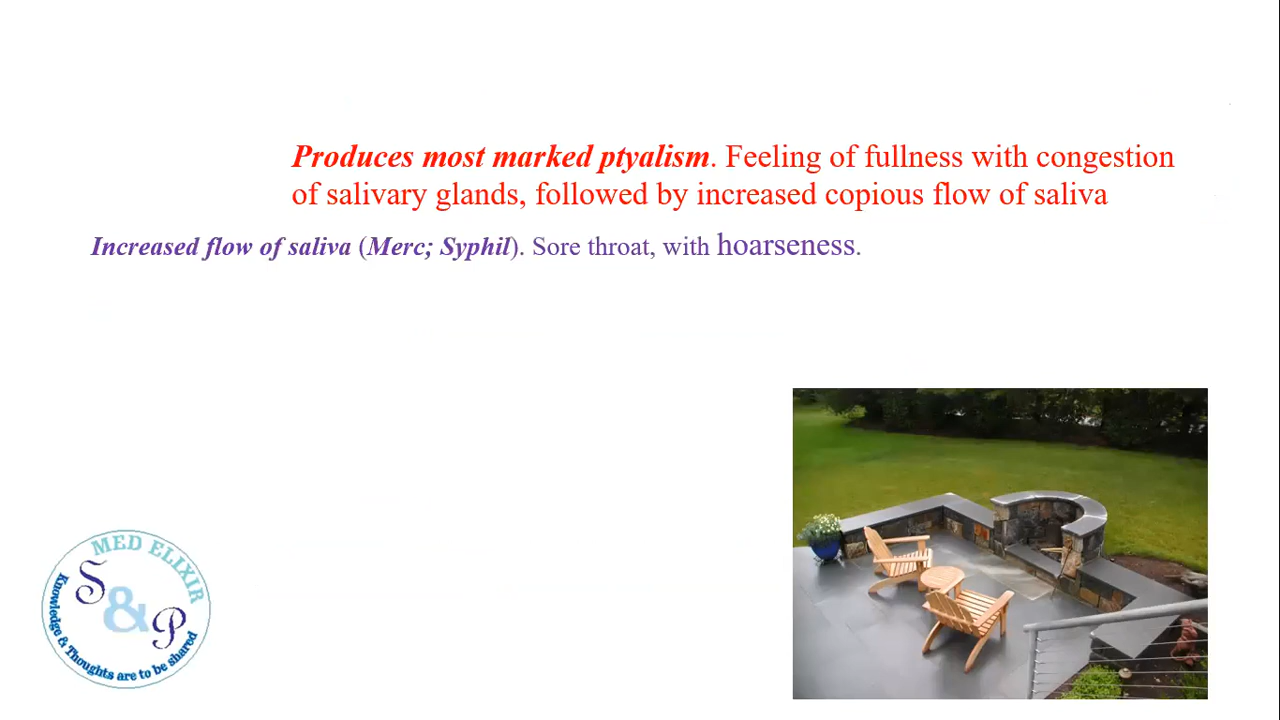 Produces most marked ptyalism. Feeling of fullness with congestion
of salivary glands, followed by increased copious flow of saliva
Increased flow of saliva (Merc; Syphil). Sore throat, with hoarseness.
MED ELIXIR
S & P
Knowledge & Thoughts are to be shared